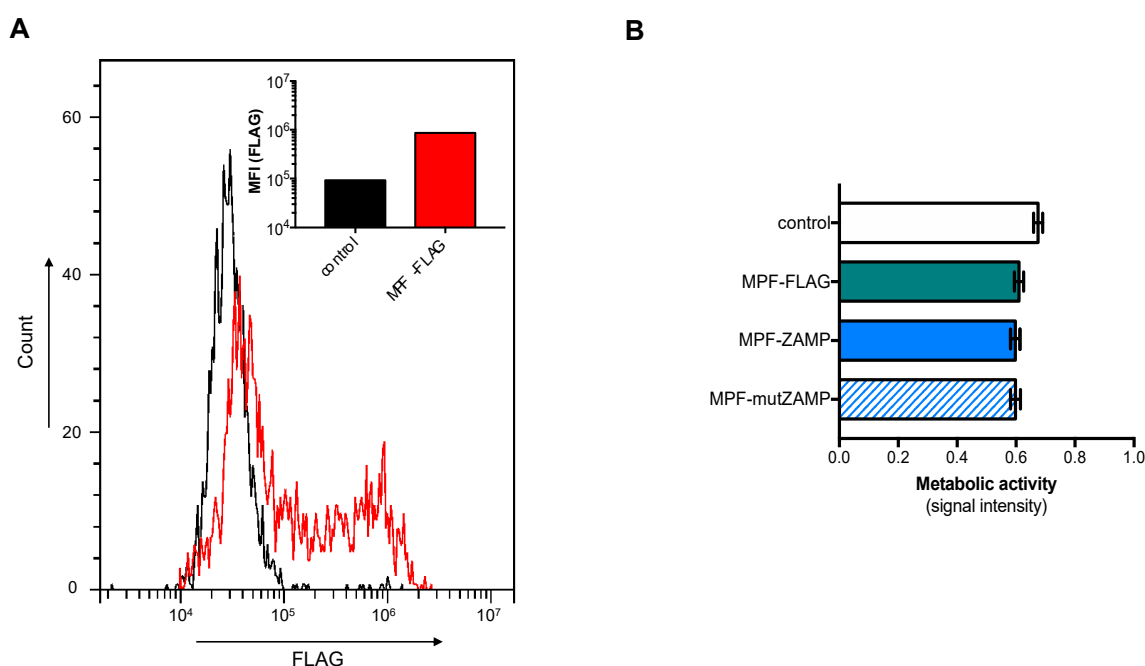 A
B
60
40
20
0
Count
10⁴
10⁵
10⁶
10⁷
FLAG
10⁷
10⁶
10⁵
10⁴
MFI (FLAG)
control
MPF -FLAG
control
MPF-FLAG
MPF-ZAMP
MPF-mutZAMP
0.0 0.2 0.4 0.6 0.8 1.0
Metabolic activity
(signal intensity)